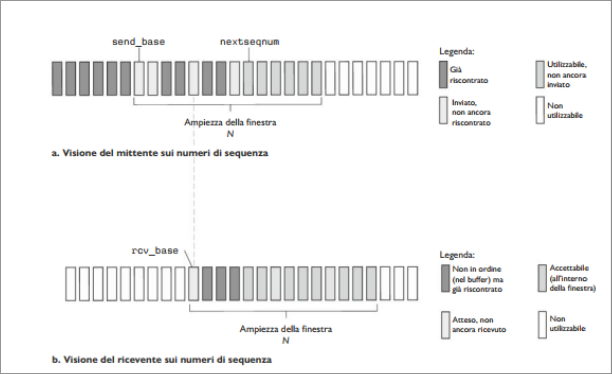 send_base
nextseqnum
Legenda:
Già
riscontrato
Utilizzabile,
non ancora
inviato
Inviato,
non ancora
riscontrato
Non
utilizzabile
Ampiezza della finestra
N
a. Visione del mittente sui numeri di sequenza
rcv_base
Legenda:
Non in ordine
(nel buffer) ma
già riscontrato
Accettabile
(all'interno
della finestra)
Atteso, non
ancora ricevuto
Non
utilizzabile
Ampiezza della finestra
N
b. Visione del ricevente sui numeri di sequenza